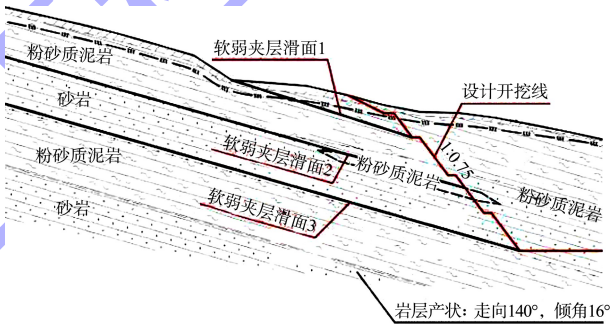 软弱夹层滑面1
粉砂质泥岩
设计开挖线
砂岩
1:0.75
粉砂质泥岩
软弱夹层滑面2
粉砂质泥岩
粉砂质泥岩
砂岩
软弱夹层滑面3
岩层产状：走向140°，倾角16°